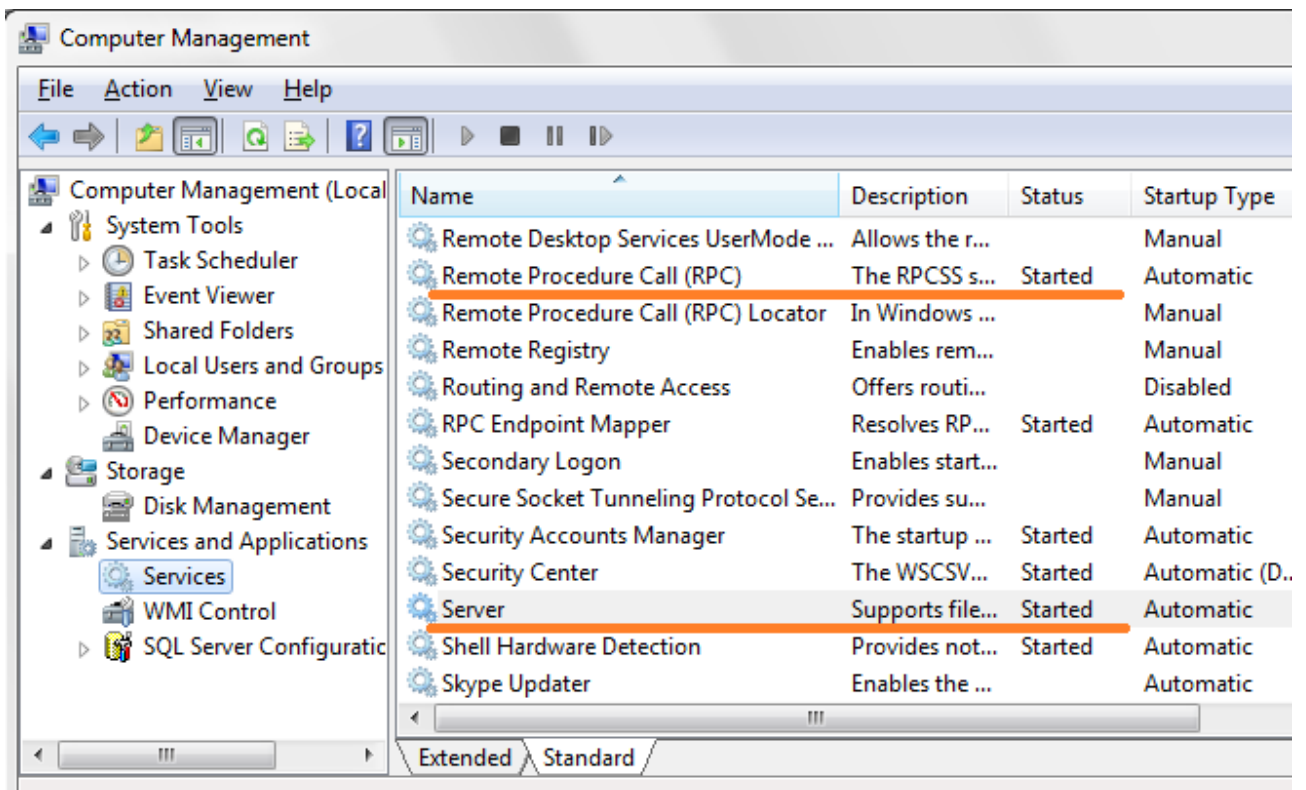 Computer Management
File Action View Help
Computer Management (Local
System Tools
Task Scheduler
Event Viewer
Shared Folders
Local Users and Groups
Performance
Device Manager
Storage
Disk Management
Services and Applications
Services
WMI Control
SQL Server Configuratic
Name Description Status Startup Type
Remote Desktop Services UserMode ... Allows the r... Manual
Remote Procedure Call (RPC) The RPCSS s... Started Automatic
Remote Procedure Call (RPC) Locator In Windows ... Manual
Remote Registry Enables rem... Manual
Routing and Remote Access Offers routi... Disabled
RPC Endpoint Mapper Resolves RP... Started Automatic
Secondary Logon Enables start... Manual
Secure Socket Tunneling Protocol Se... Provides su... Manual
Security Accounts Manager The startup ... Started Automatic
Security Center The WSCSV... Started Automatic (D..
Server Supports file... Started Automatic
Shell Hardware Detection Provides not... Started Automatic
Skype Updater Enables the ... Automatic
Extended Standard